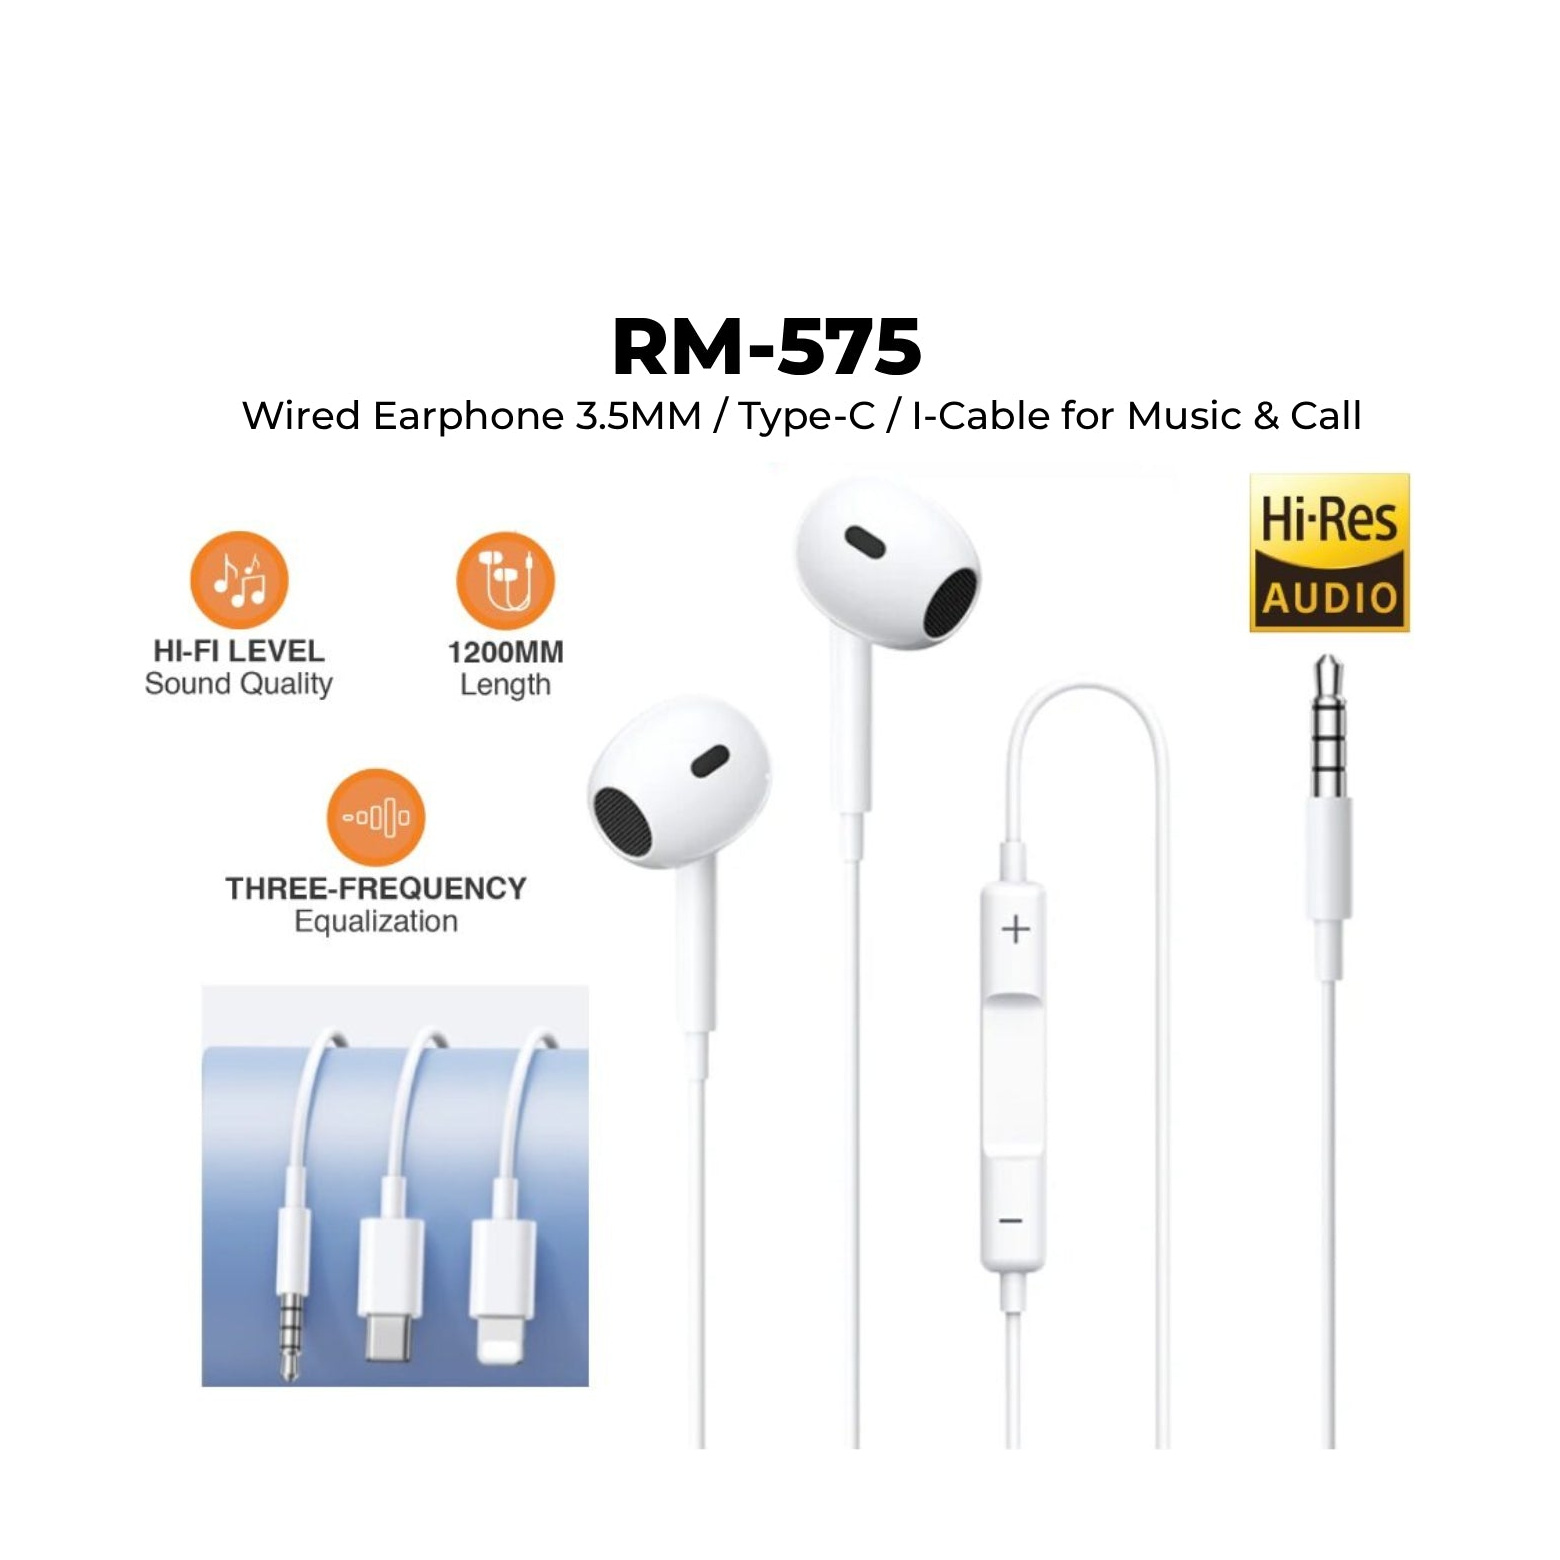 RM-575
Wired Earphone 3.5MM / Type-C / I-Cable for Music & Call
Hi-Res
AUDIO
HI-FI LEVEL
Sound Quality
1200MM
Length
THREE-FREQUENCY
Equalization
+
−